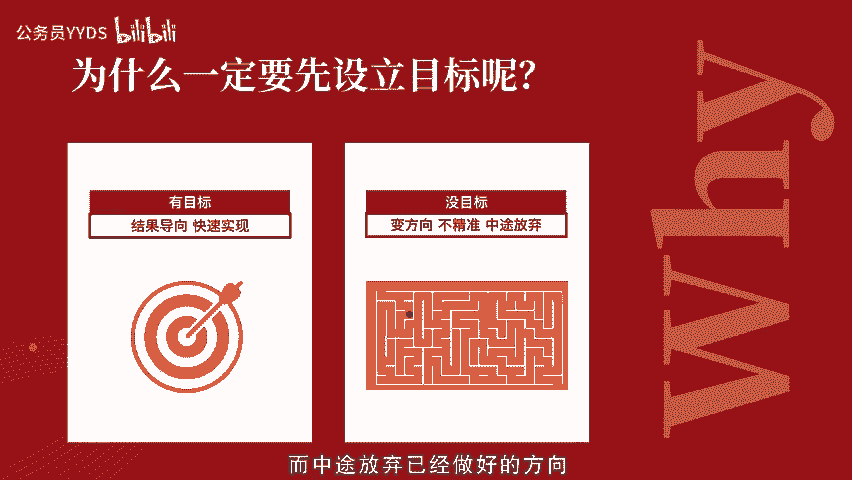 公务员YYDS bilibili
为什么一定要先设立目标呢?
有目标
结果导向 快速实现
没目标
变方向 不精准 中途放弃
Why
而中途放弃已经做好的方向